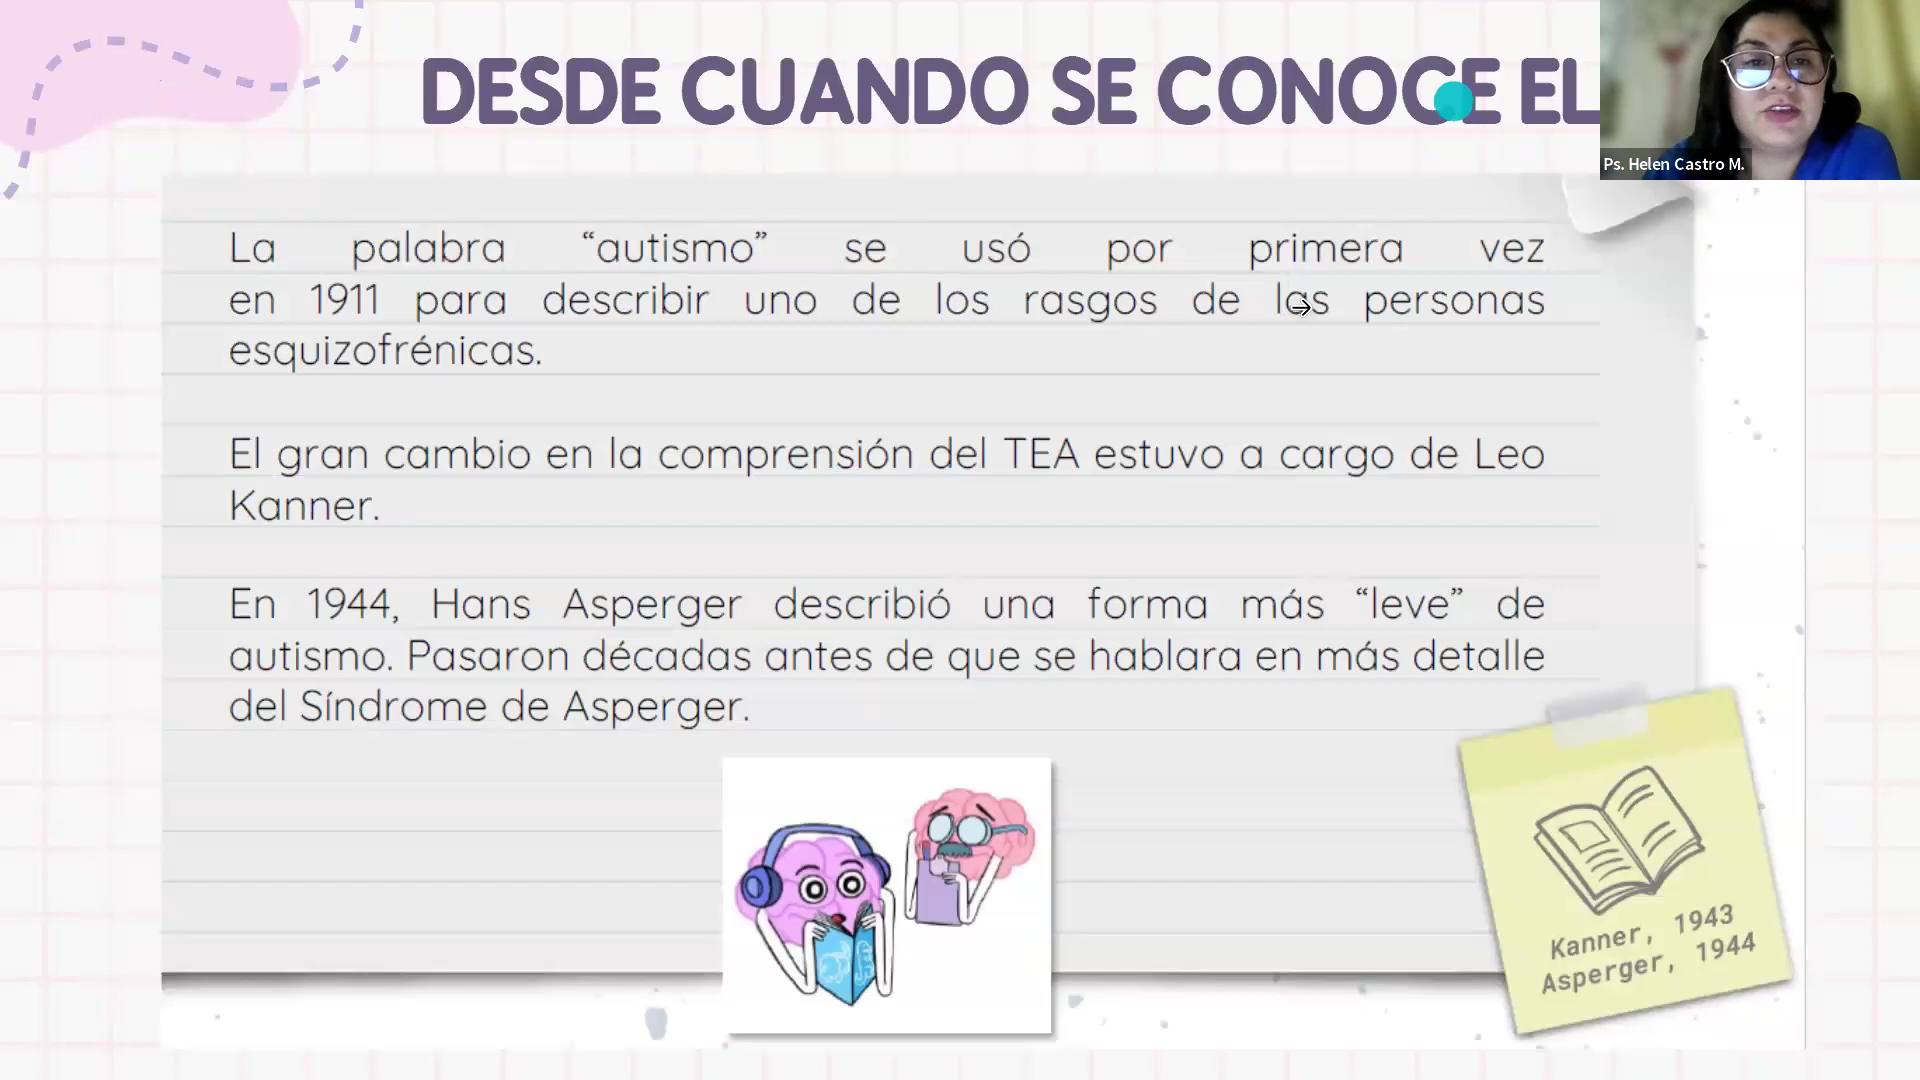 DESDE CUANDO SE CONOCE EL
Ps. Helen Castro M.
La palabra “autismo” se usó por primera vez
en 1911 para describir uno de los rasgos de las personas
esquizofrénicas.
El gran cambio en la comprensión del TEA estuvo a cargo de Leo
Kanner.
En 1944, Hans Asperger describió una forma más “leve” de
autismo. Pasaron décadas antes de que se hablara en más detalle
del Síndrome de Asperger.
Kanner, 1943
Asperger, 1944